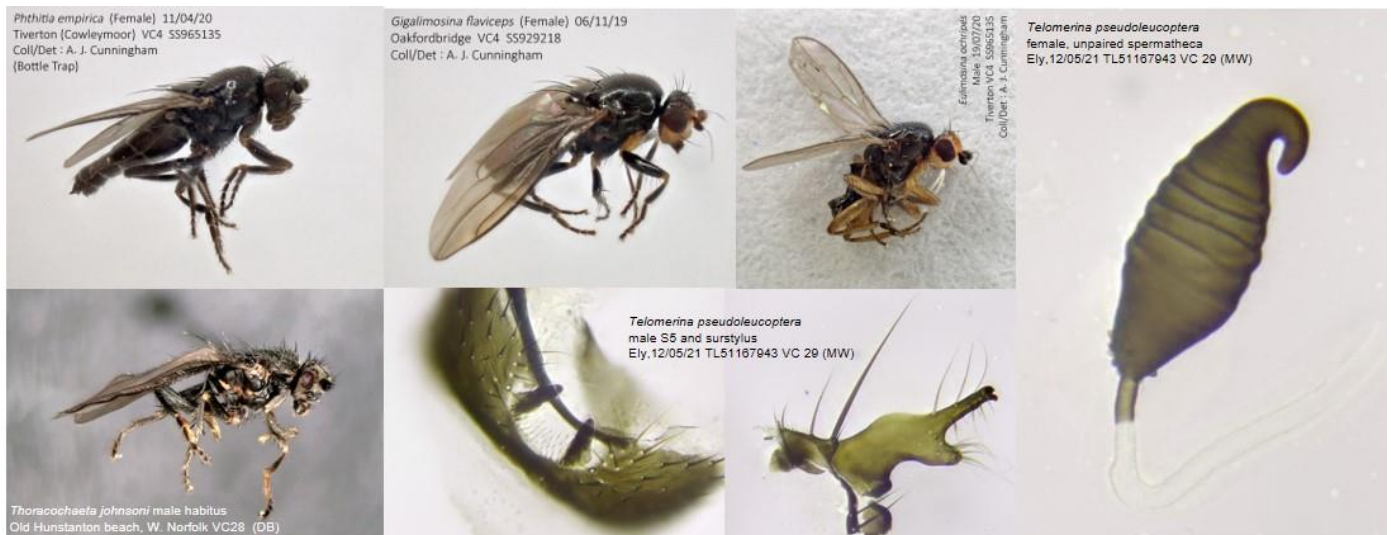 Phthitia empirica (Female) 11/04/20
Tiverton (Cowleymoor) VC4 SS965135
Coll/Det : A. J. Cunningham
(Bottle Trap)
Gigalimosina flaviceps (Female) 06/11/19
Oakfordbridge VC4 SS929218
Coll/Det : A. J. Cunningham
Eulimosina ochripes
Male 19/07/20
Tiverton VC4 SS965135
Coll/Det : A. J. Cunningham
Telomerina pseudoleucoptera
female, unpaired spermatheca
Ely,12/05/21 TL51167943 VC 29 (MW)
Telomerina pseudoleucoptera
male S5 and surstylus
Ely,12/05/21 TL51167943 VC 29 (MW)
Thoracochaeta johnsoni male habitus
Old Hunstanton beach, W. Norfolk VC28 (DB)